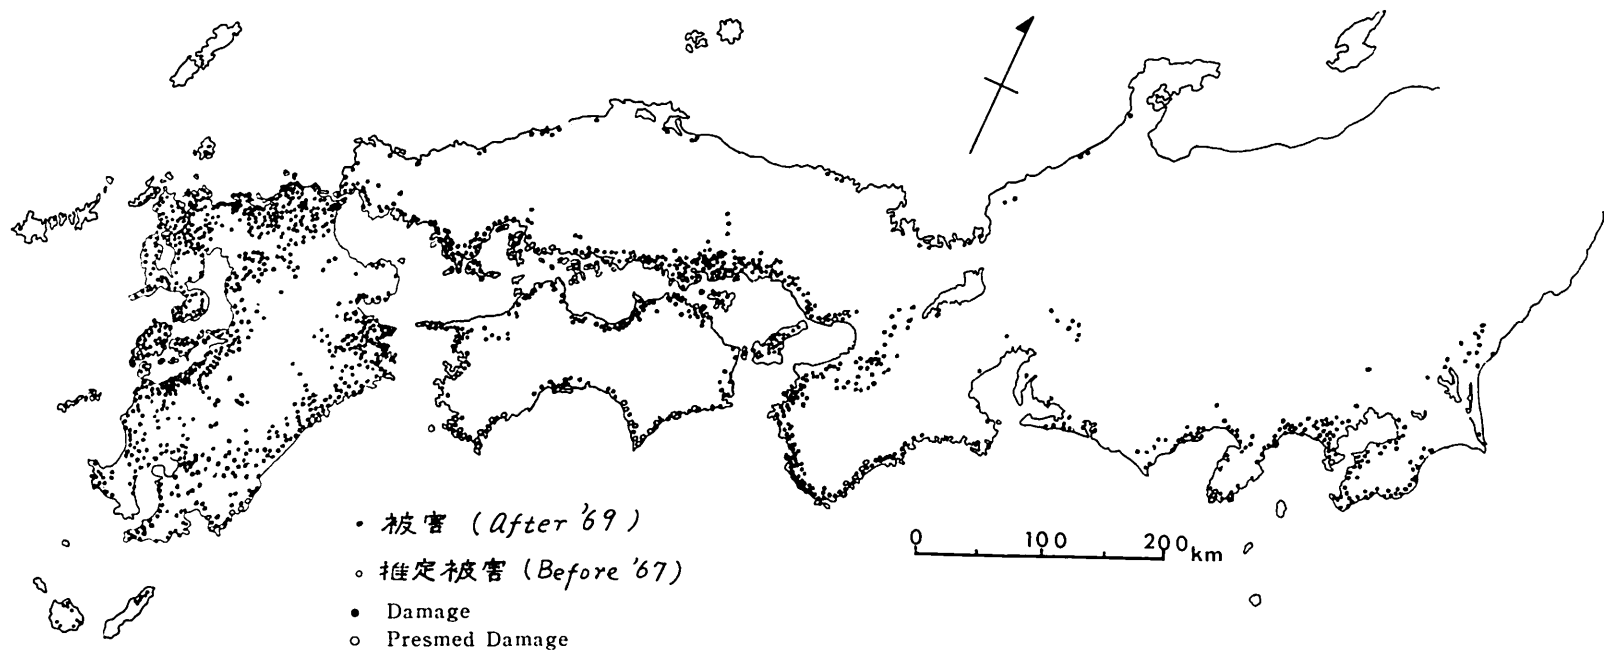 • 被害 (After '69)
○ 推定被害 (Before '67)
● Damage
○ Presmed Damage
0 100 200 km